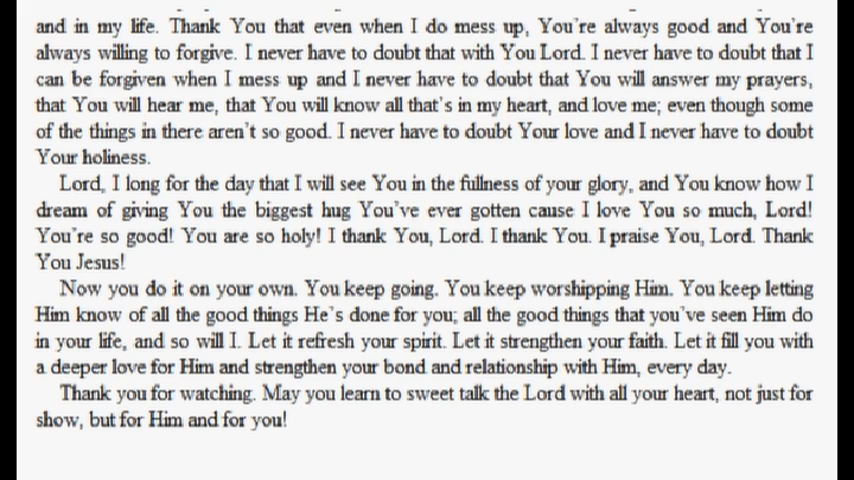 and in my life. Thank You that even when I do mess up, You're always good and You're
always willing to forgive. I never have to doubt that with You Lord. I never have to doubt that I
can be forgiven when I mess up and I never have to doubt that You will answer my prayers,
that You will hear me, that You will know all that's in my heart, and love me; even though some
of the things in there aren't so good. I never have to doubt Your love and I never have to doubt
Your holiness.
Lord, I long for the day that I will see You in the fullness of your glory, and You know how I
dream of giving You the biggest hug You've ever gotten cause I love You so much, Lord!
You're so good! You are so holy! I thank You, Lord. I thank You. I praise You, Lord. Thank
You Jesus!
Now you do it on your own. You keep going. You keep worshipping Him. You keep letting
Him know of all the good things He's done for you; all the good things that you've seen Him do
in your life, and so will I. Let it refresh your spirit. Let it strengthen your faith. Let it fill you with
a deeper love for Him and strengthen your bond and relationship with Him, every day.
Thank you for watching. May you learn to sweet talk the Lord with all your heart, not just for
show, but for Him and for you!